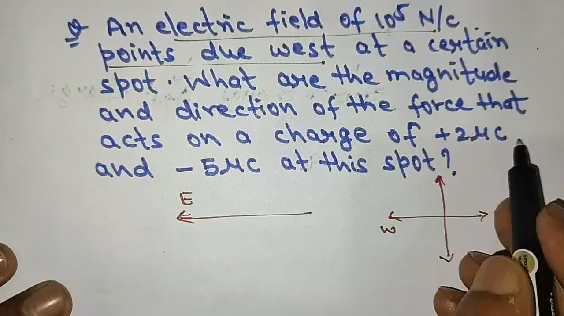 Q An electric field of 10⁵ N/c
points due west at a certain
spot. What are the magnitude
and direction of the force that
acts on a charge of +2μC
and -5μC at this spot?
E
W